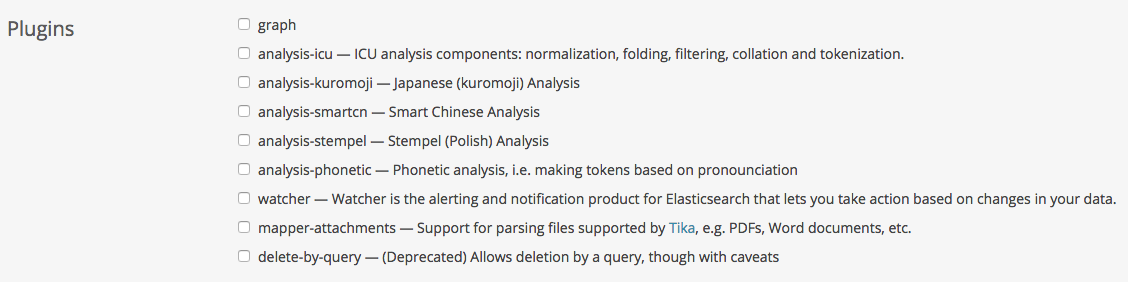 Plugins
graph
analysis-icu — ICU analysis components: normalization, folding, filtering, collation and tokenization.
analysis-kuromoji — Japanese (kuromoji) Analysis
analysis-smartcn — Smart Chinese Analysis
analysis-stempel — Stempel (Polish) Analysis
analysis-phonetic — Phonetic analysis, i.e. making tokens based on pronounciation
watcher — Watcher is the alerting and notification product for Elasticsearch that lets you take action based on changes in your data.
mapper-attachments — Support for parsing files supported by Tika, e.g. PDFs, Word documents, etc.
delete-by-query — (Deprecated) Allows deletion by a query, though with caveats